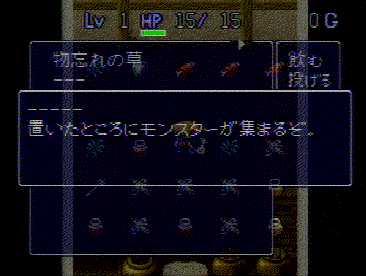 Lv 1 HP 15/ 15 0 G
物忘れの草
---
飲む
投げる
-----
置いたところにモンスターが集まるぞ。